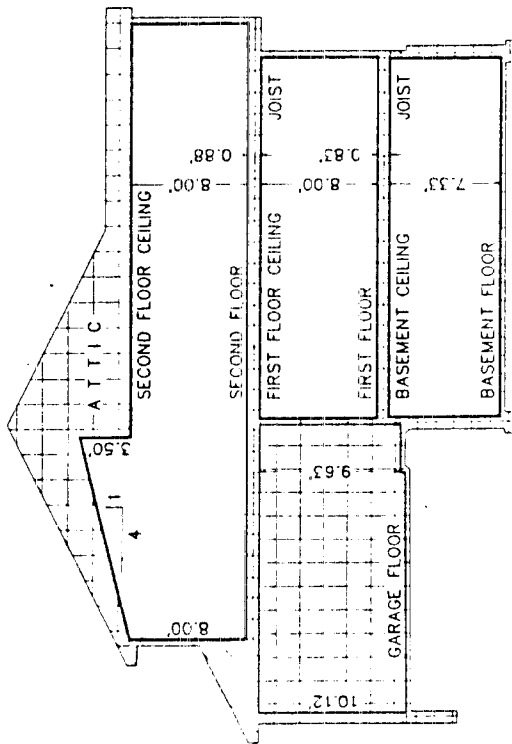 ATTIC
3.50'
1
4
SECOND FLOOR CEILING
0.88'
8.00'
8.00'
SECOND FLOOR
FIRST FLOOR CEILING
JOIST
0.83'
8.00'
FIRST FLOOR
BASEMENT CEILING
JOIST
7.33'
BASEMENT FLOOR
9.63'
GARAGE FLOOR
10.12'